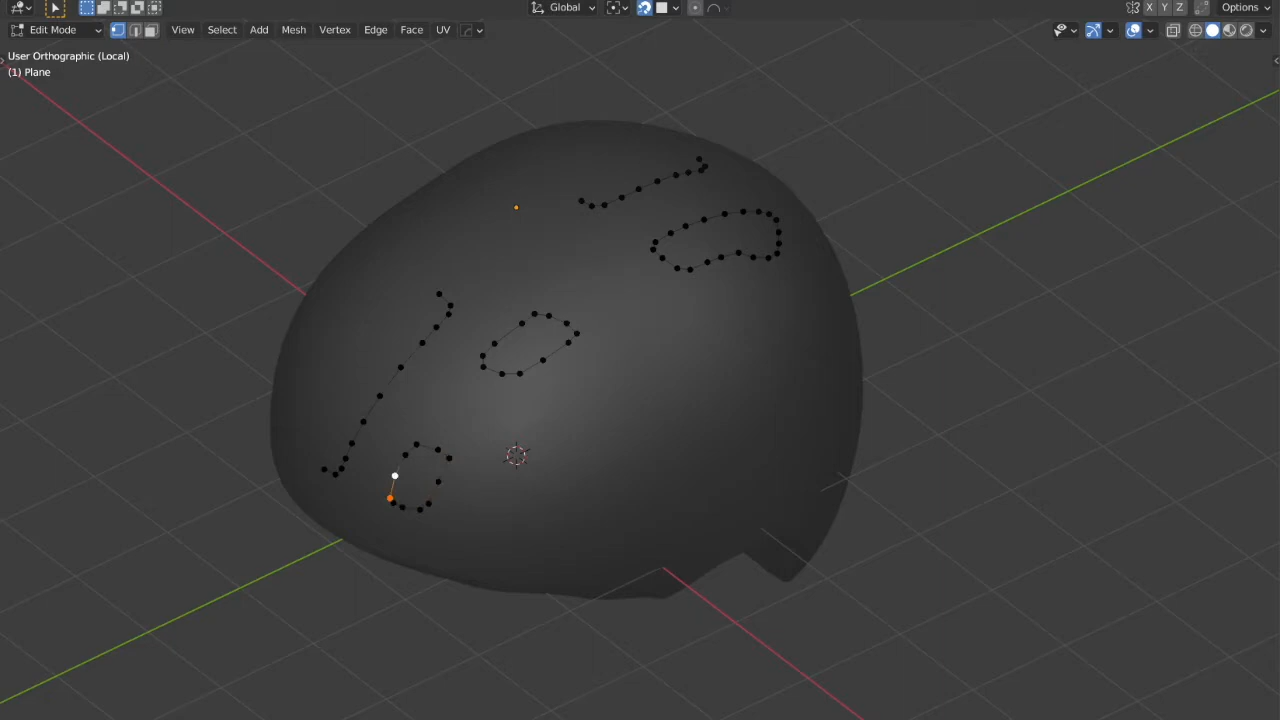 Global
X Y Z
Options
Edit Mode
View Select Add Mesh Vertex Edge Face UV
User Orthographic (Local)
(1) Plane